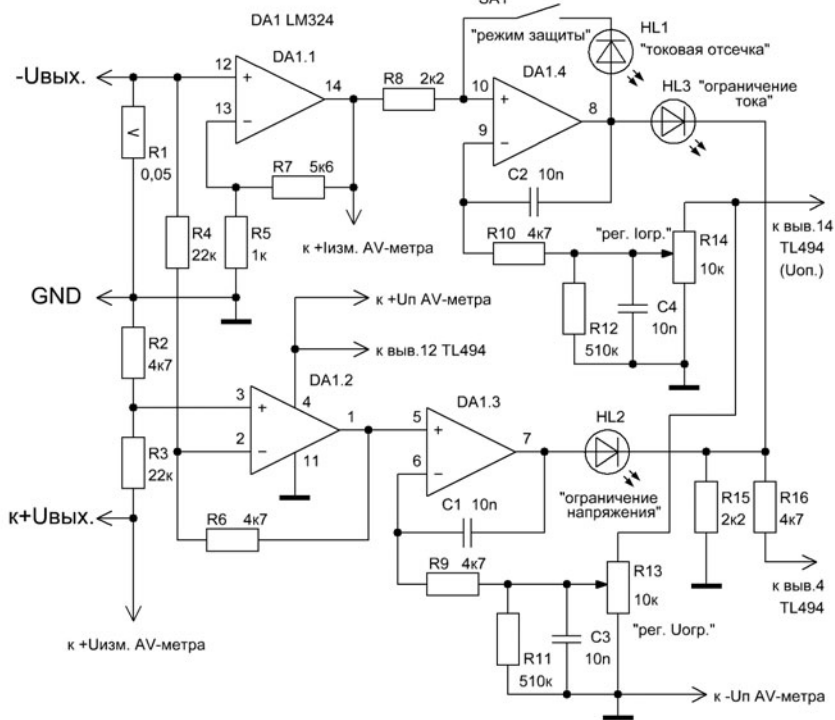 SA1
DA1 LM324
"режим защиты"
HL1
"токовая отсечка"
-Uвых.
12
DA1.1
14
R8
2к2
10
DA1.4
8
HL3 "ограничение
тока"
13
9
R1
0,05
R7
5к6
C2
10n
R4
22к
R5
1к
R10
4к7
"рег. Iогр."
R14
10к
к выв.14
TL494
(Uоп.)
к +Iизм. AV-метра
GND
к +Uп AV-метра
R12
510к
C4
10n
R2
4к7
к выв.12 TL494
DA1.2
DA1.3
3
4
1
5
7
HL2
2
11
6
R3
22к
C1
10n
"ограничение
напряжения"
R15
2к2
R16
4к7
к+Uвых.
R6
4к7
R9
4к7
R13
10к
к выв.4
TL494
"рег. Uогр."
к +Uизм. AV-метра
R11
510к
C3
10n
к -Uп AV-метра